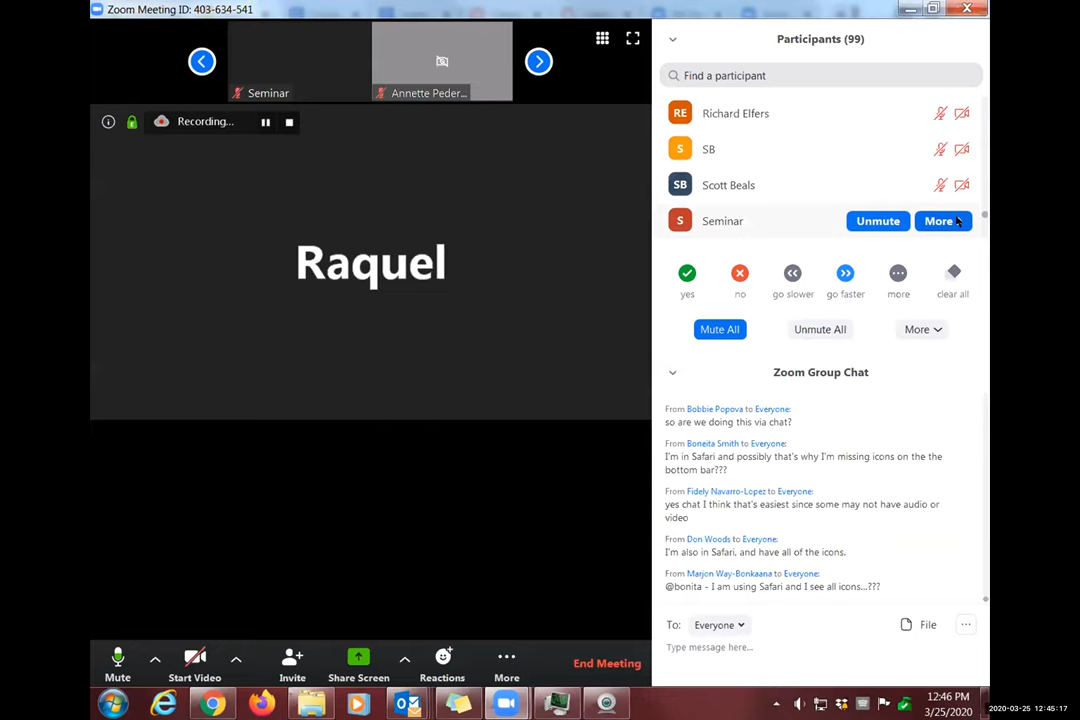 Zoom Meeting ID: 403-634-541
Seminar
Annette Peder...
Recording...
Raquel
Participants (99)
Find a participant
RE Richard Elfers
S SB
SB Scott Beals
S Seminar Unmute More
yes no go slower go faster more clear all
Mute All Unmute All More
Zoom Group Chat
From Bobbie Popova to Everyone:
so are we doing this via chat?
From Boneita Smith to Everyone:
I'm in Safari and possibly that's why I'm missing icons on the the
bottom bar???
From Fidely Navarro-Lopez to Everyone:
yes chat I think that's easiest since some may not have audio or
video
From Don Woods to Everyone:
I'm also in Safari, and have all of the icons.
From Marjon Way-Bonkaana to Everyone:
@bonita - I am using Safari and I see all icons...???
To: Everyone File ...
Type message here...
Mute Start Video Invite Share Screen Reactions More End Meeting
12:46 PM
3/25/2020
2020-03-25 12:45:17